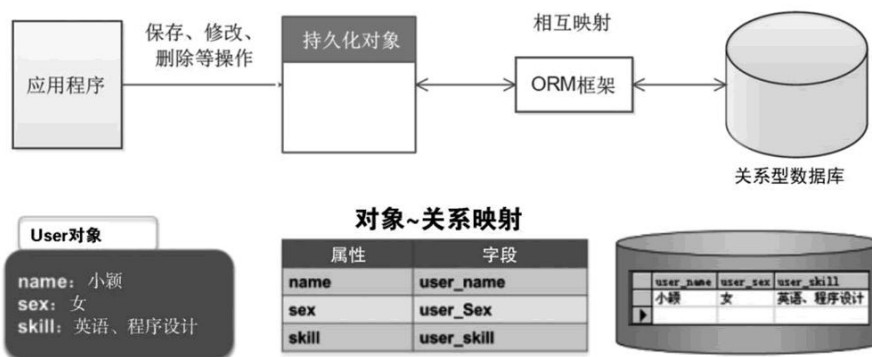 应用程序
保存、修改、
删除等操作
持久化对象
相互映射
ORM框架
关系型数据库
User对象
name：小颖
sex：女
skill：英语、程序设计
对象~关系映射
属性 字段
name user_name
sex user_Sex
skill user_skill
user_name user_sex user_skill
小颖 女 英语、程序设计